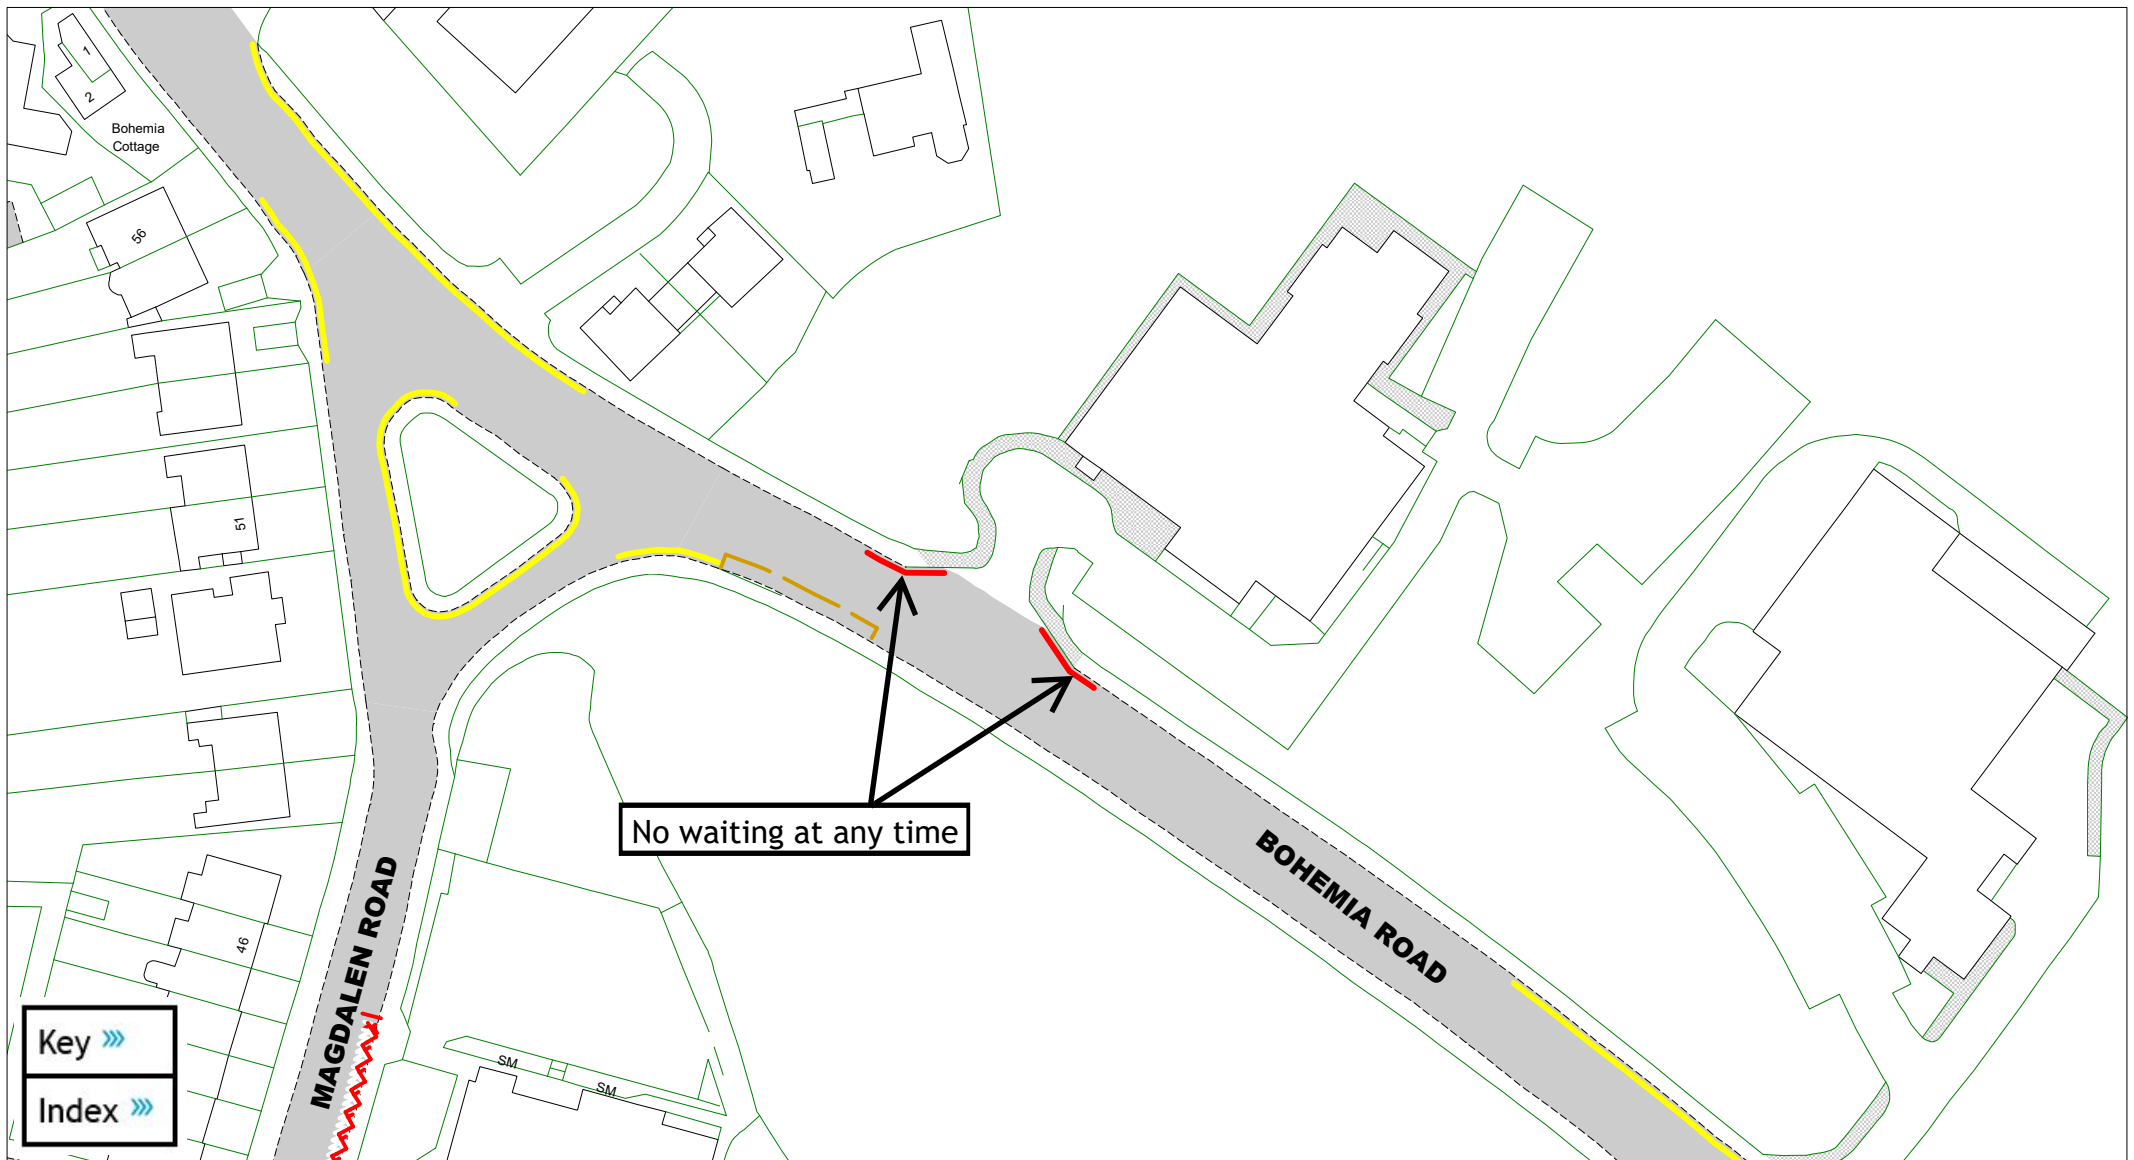 1
2
Bohemia
Cottage
56
51
No waiting at any time
BOHEMIA ROAD
MAGDALEN ROAD
46
Key »»
Index »»
SM
SM